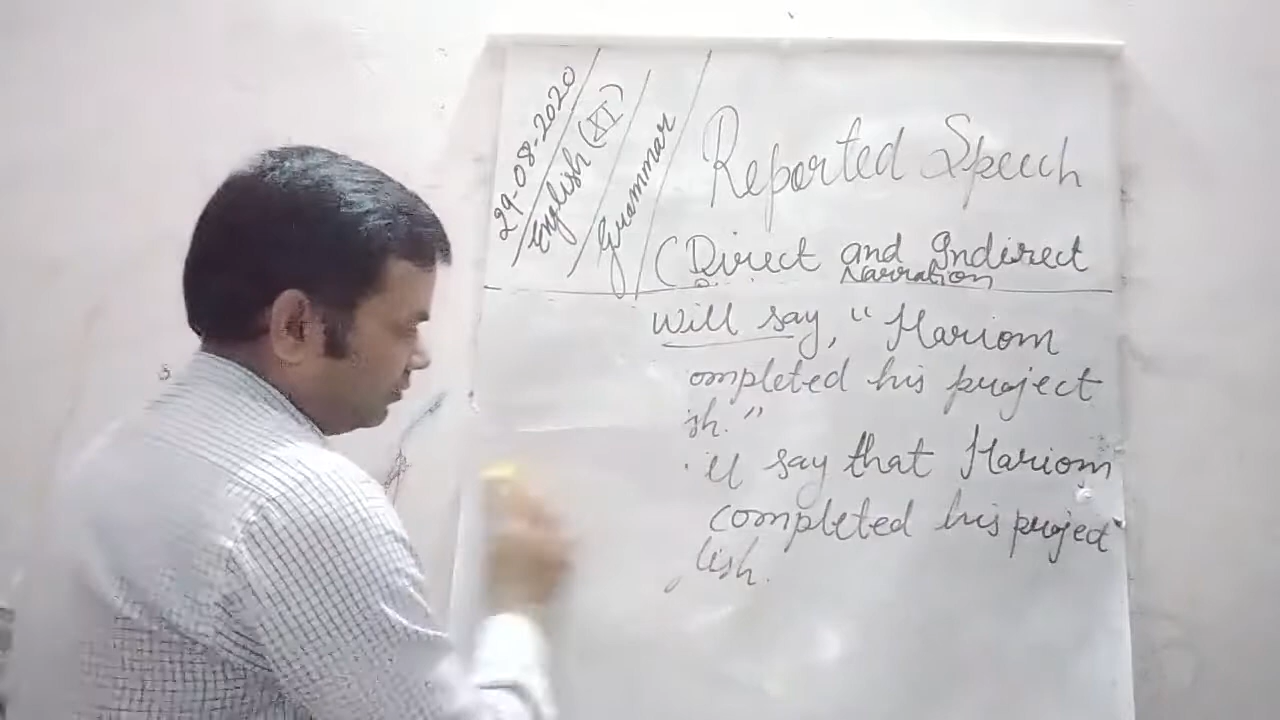 29-08-2020
English (XI)
Grammar
Reported Speech
(Direct and Indirect
Narration
will say, "Hariom
ompleted his project
sh."
ll say that Hariom
completed his project
lish.